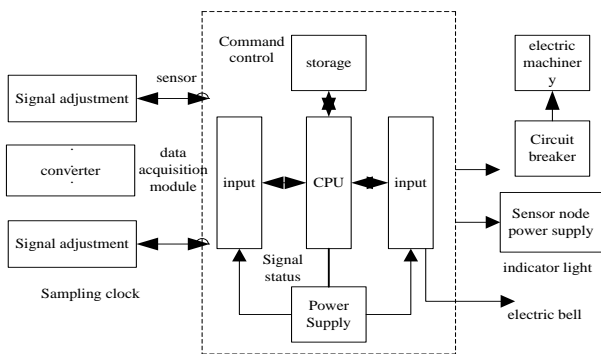 Signal adjustment
converter
Signal adjustment
Sampling clock
sensor
data
acquisition
module
Command
control
storage
input
CPU
input
Signal
status
Power
Supply
electric
machiner
y
Circuit
breaker
Sensor node
power supply
indicator light
electric bell